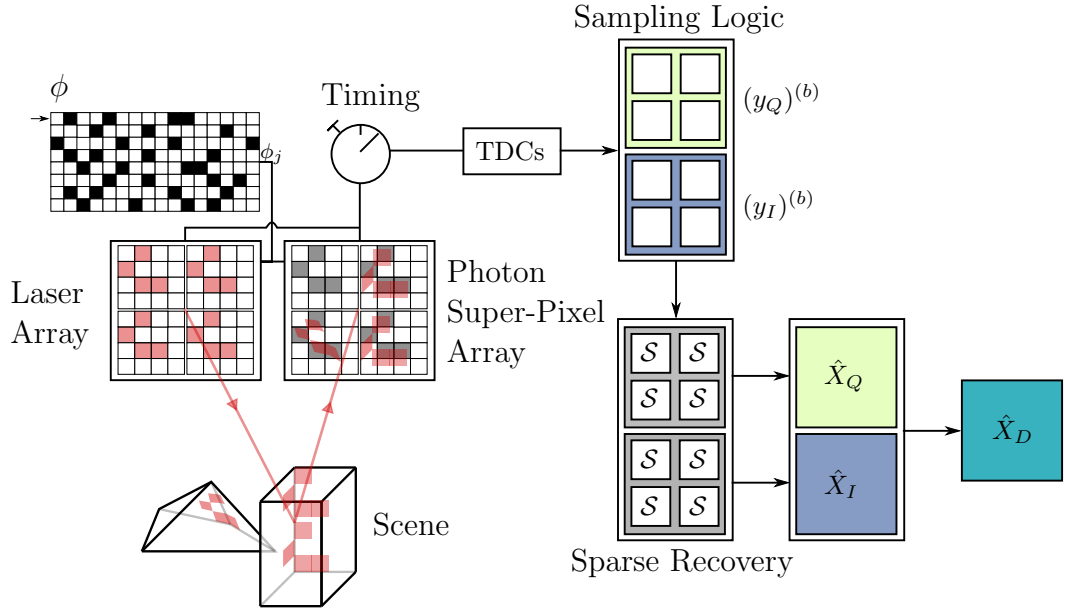 Sampling Logic
ϕ
Timing
(y_Q)^{(b)}
ϕ_j
TDCs
(y_I)^{(b)}
Laser
Array
Photon
Super-Pixel
Array
S S
S S
S S
S S
X̂_Q
X̂_I
X̂_D
Scene
Sparse Recovery